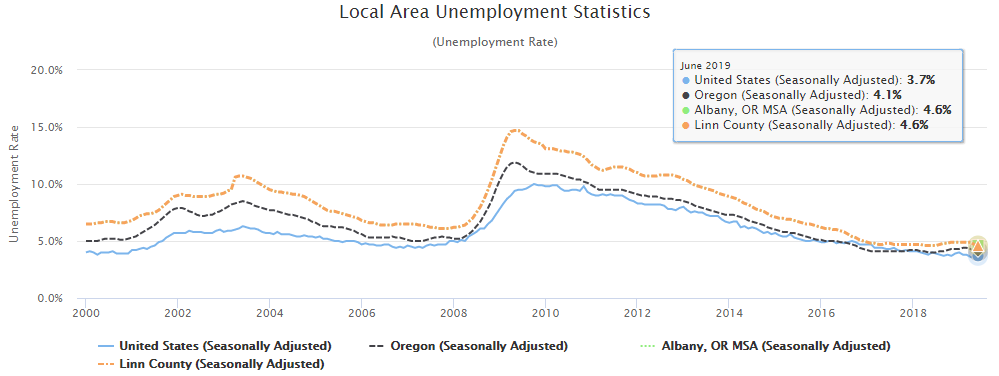 Local Area Unemployment Statistics
(Unemployment Rate)
June 2019
United States (Seasonally Adjusted): 3.7%
Oregon (Seasonally Adjusted): 4.1%
Albany, OR MSA (Seasonally Adjusted): 4.6%
Linn County (Seasonally Adjusted): 4.6%
Unemployment Rate
20.0%
15.0%
10.0%
5.0%
0.0%
2000 2002 2004 2006 2008 2010 2012 2014 2016 2018
United States (Seasonally Adjusted) Oregon (Seasonally Adjusted) Albany, OR MSA (Seasonally Adjusted)
Linn County (Seasonally Adjusted)